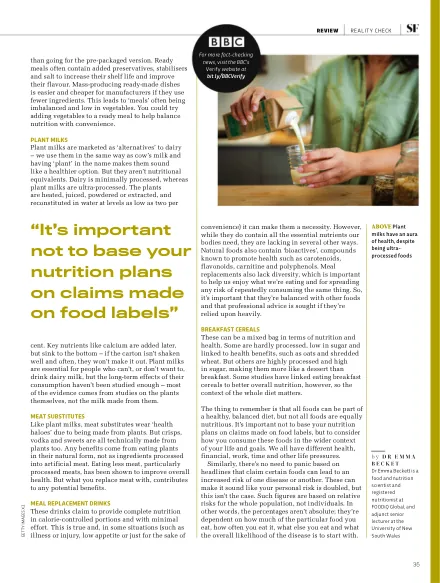 REVIEW
REALITY CHECK
SF
than going for the pre-packaged version. Ready
meals often contain added preservatives, stabilisers
and salt to increase their shelf life and improve
their flavour. Mass-producing ready-made dishes
is easier and cheaper for manufacturers if they use
fewer ingredients. This leads to 'meals' often being
imbalanced and low in vegetables. You could try
adding vegetables to a ready meal to help balance
nutrition with convenience.
PLANT MILKS
Plant milks are marketed as 'alternatives' to dairy
– we use them in the same way as cow's milk and
having 'plant' in the name makes them sound
like a healthier option. But they aren't nutritional
equivalents. Dairy is minimally processed, whereas
plant milks are ultra-processed. The plants
are heated, juiced, powdered or extracted, and
reconstituted in water at levels as low as two per
"It's important
not to base your
nutrition plans
on claims made
on food labels"
cent. Key nutrients like calcium are added later,
but sink to the bottom – if the carton isn't shaken
well and often, they won't make it out. Plant milks
are essential for people who can't, or don't want to,
drink dairy milk, but the long-term effects of their
consumption haven't been studied enough – most
of the evidence comes from studies on the plants
themselves, not the milk made from them.
MEAT SUBSTITUTES
Like plant milks, meat substitutes wear 'health
haloes' due to being made from plants. But crisps,
vodka and sweets are all technically made from
plants too. Any benefits come from eating plants
in their natural form, not as ingredients processed
into artificial meat. Eating less meat, particularly
processed meats, has been shown to improve overall
health. But what you replace meat with, contributes
to any potential benefits.
MEAL REPLACEMENT DRINKS
These drinks claim to provide complete nutrition
in calorie-controlled portions and with minimal
effort. This is true and, in some situations (such as
illness or injury, low appetite or just for the sake of
GETTY IMAGES X1
BBC
For more fact-checking
news, visit the BBC's
Verify website at
bit.ly/BBCVerify
convenience) it can make them a necessity. However,
while they do contain all the essential nutrients our
bodies need, they are lacking in several other ways.
Natural foods also contain 'bioactives', compounds
known to promote health such as carotenoids,
flavonoids, carnitine and polyphenols. Meal
replacements also lack diversity, which is important
to help us enjoy what we're eating and for spreading
any risk of repeatedly consuming the same thing. So,
it's important that they're balanced with other foods
and that professional advice is sought if they're
relied upon heavily.
BREAKFAST CEREALS
These can be a mixed bag in terms of nutrition and
health. Some are hardly processed, low in sugar and
linked to health benefits, such as oats and shredded
wheat. But others are highly processed and high
in sugar, making them more like a dessert than
breakfast. Some studies have linked eating breakfast
cereals to better overall nutrition, however, so the
context of the whole diet matters.
The thing to remember is that all foods can be part of
a healthy, balanced diet, but not all foods are equally
nutritious. It's important not to base your nutrition
plans on claims made on food labels, but to consider
how you consume these foods in the wider context
of your life and goals. We all have different health,
financial, work, time and other life pressures.
Similarly, there's no need to panic based on
headlines that claim certain foods can lead to an
increased risk of one disease or another. These can
make it sound like your personal risk is doubled, but
this isn't the case. Such figures are based on relative
risks for the whole population, not individuals. In
other words, the percentages aren't absolute; they're
dependent on how much of the particular food you
eat, how often you eat it, what else you eat and what
the overall likelihood of the disease is to start with.
ABOVE Plant
milks have an aura
of health, despite
being ultra-
processed foods
by DR EMMA
BECKET
Dr Emma Beckett is a
food and nutrition
scientist and
registered
nutritionist at
FOODiQ Global, and
adjunct senior
lecturer at the
University of New
South Wales
95